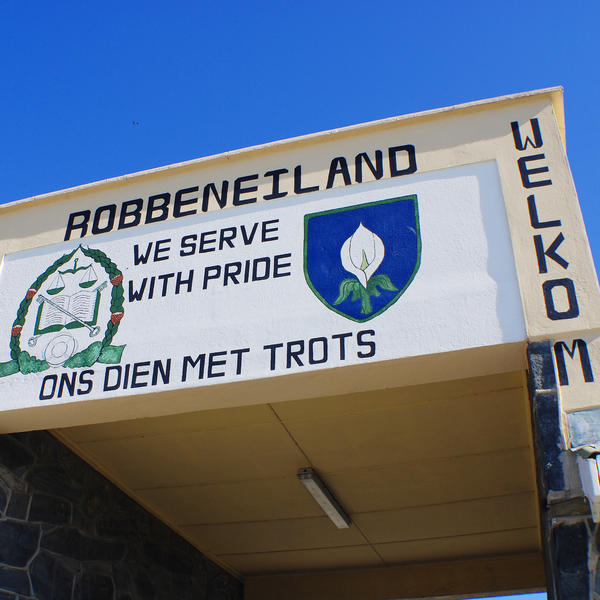 ROBBENEILAND
WE SERVE
WITH PRIDE
ONS DIEN MET TROTS
WELKOM